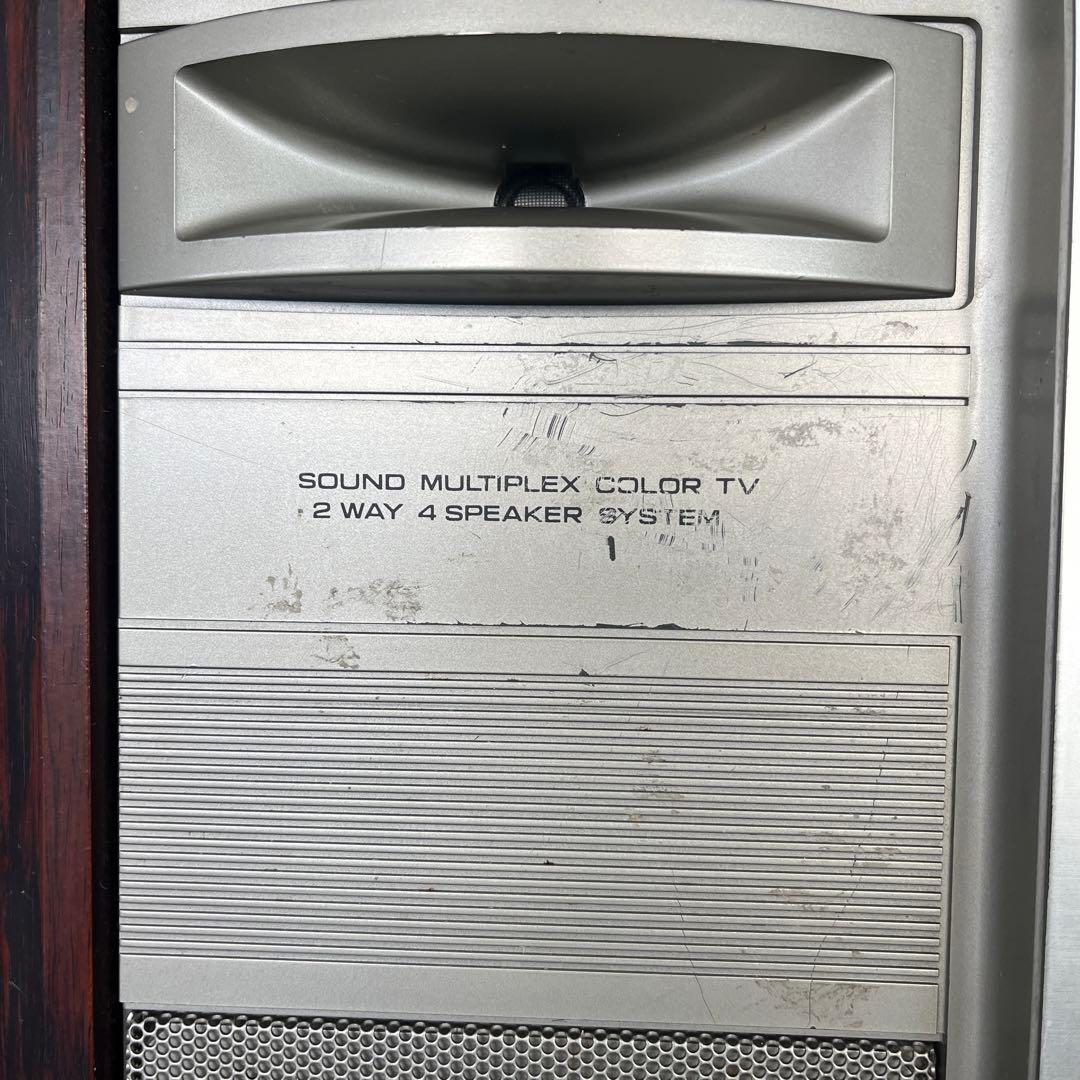 SOUND MULTIPLEX COLOR TV
2 WAY 4 SPEAKER SYSTEM